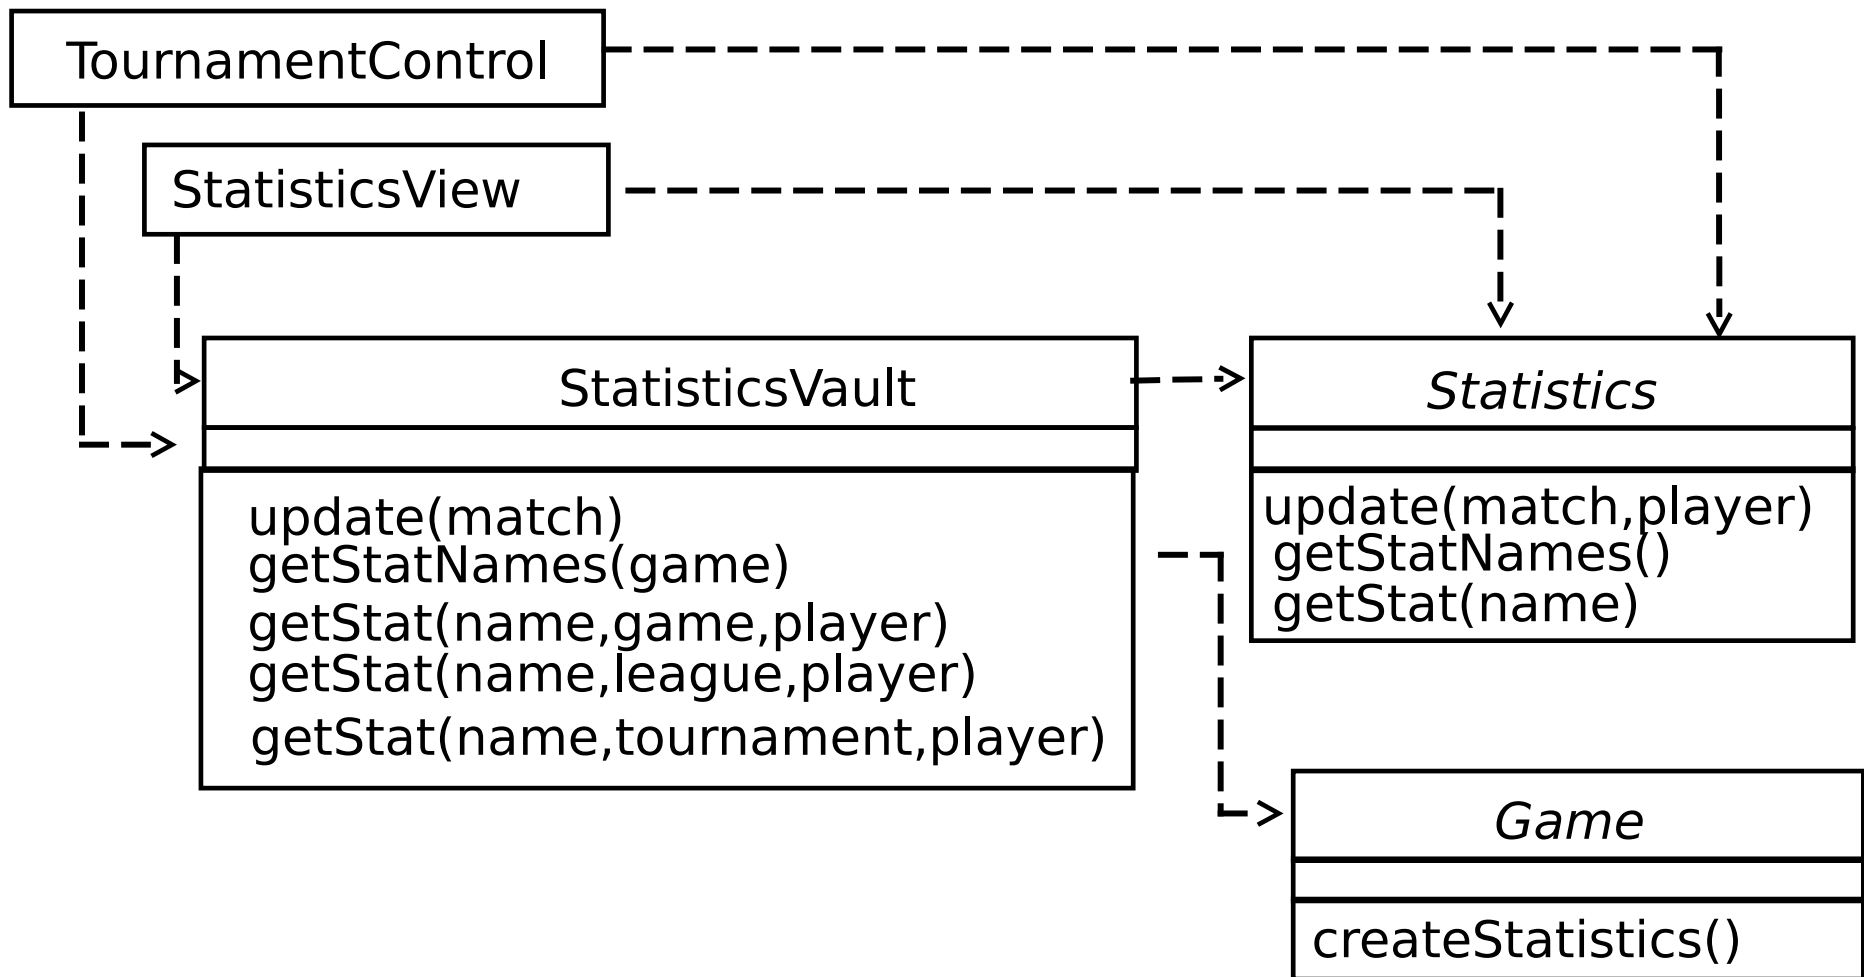 TournamentControl
StatisticsView
StatisticsVault
update(match)
getStatNames(game)
getStat(name,game,player)
getStat(name,league,player)
getStat(name,tournament,player)
Statistics
update(match,player)
getStatNames()
getStat(name)
Game
createStatistics()